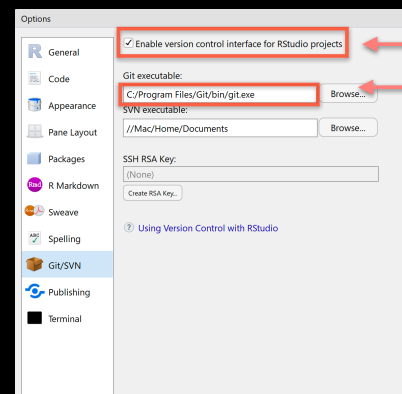 Options
R General
Code
Appearance
Pane Layout
Packages
Rmd R Markdown
Sweave
ABC Spelling
Git/SVN
Publishing
Terminal
Enable version control interface for RStudio projects
Git executable:
C:/Program Files/Git/bin/git.exe Browse...
SVN executable:
//Mac/Home/Documents Browse...
SSH RSA Key:
(None)
Create RSA Key...
? Using Version Control with RStudio